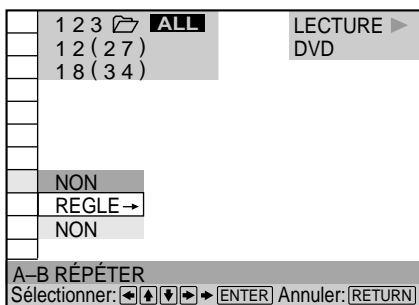 1 2 3 ALL
LECTURE
1 2 ( 2 7 )
DVD
1 8 ( 3 4 )
NON
REGLE→
NON
A–B RÉPÉTER
Sélectionner: ←↑↓→ → ENTER Annuler: RETURN